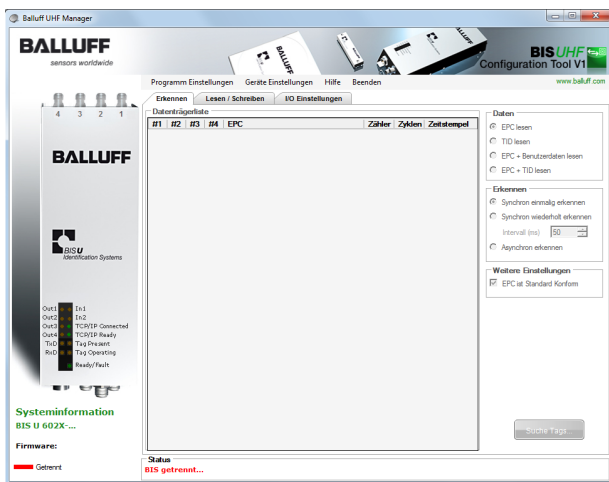 Balluff UHF Manager
BALLUFF
sensors worldwide
BALLUFF
BIS UHF
Configuration Tool V1
www.balluff.com
Programm Einstellungen Geräte Einstellungen Hilfe Beenden
Erkennen Lesen / Schreiben I/O Einstellungen
4 3 2 1
BALLUFF
BIS U
Identification Systems
Out1 In1
Out2 In2
Out3 TCP/IP Connected
Out4 TCP/IP Ready
TxD Tag Present
RxD Tag Operating
Ready/Fault
Systeminformation
BIS U 602X-...
Firmware:
Getrennt
Datenträgerliste
#1 #2 #3 #4 EPC Zähler Zyklen Zeitstempel
Daten
EPC lesen
TID lesen
EPC + Benutzerdaten lesen
EPC + TID lesen
Erkennen
Synchron einmalig erkennen
Synchron wiederholt erkennen
Intervall (ms) 50
Asynchron erkennen
Weitere Einstellungen
EPC ist Standard Konform
Suche Tags...
Status
BIS getrennt...